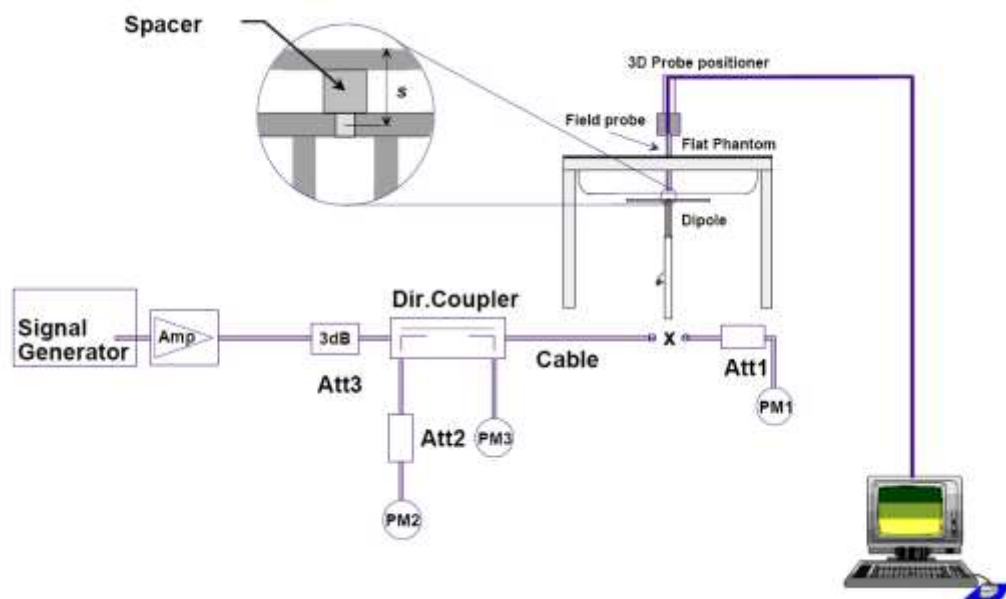 Spacer
s
3D Probe positioner
Field probe
Flat Phantom
Dipole
Signal
Generator
Amp
3dB
Att3
Dir.Coupler
Cable
x
Att1
PM1
Att2
PM3
PM2